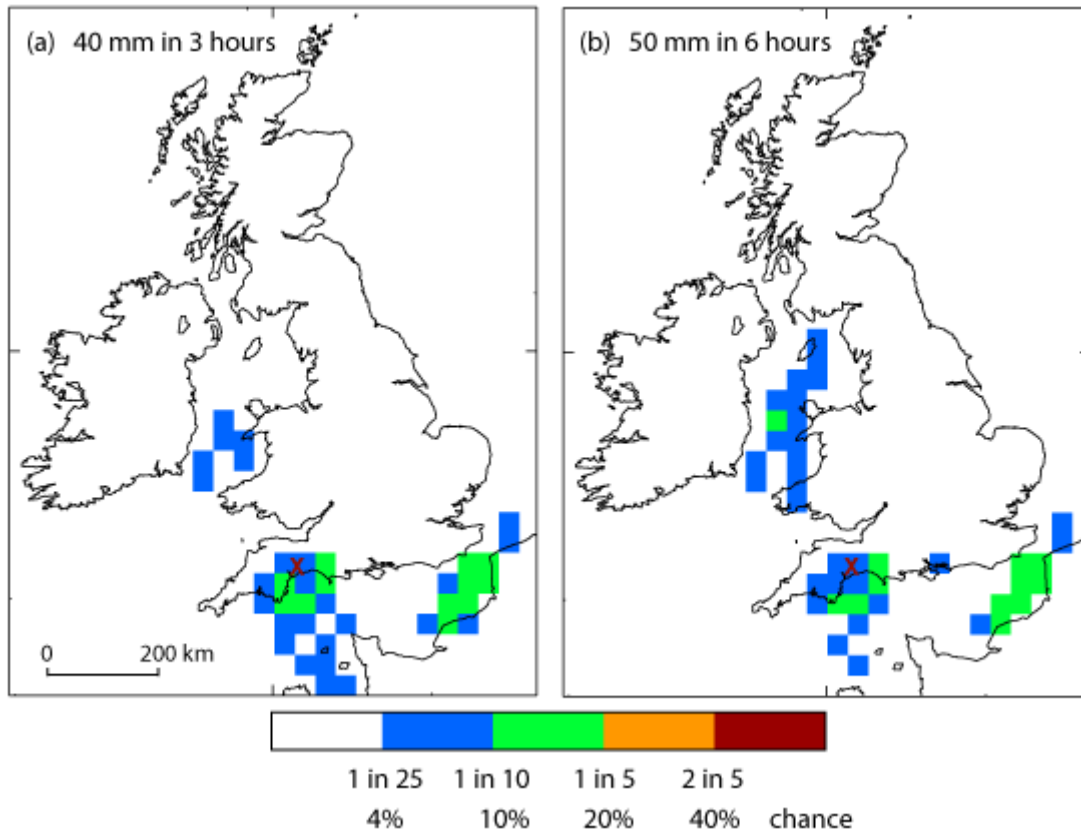 (a) 40 mm in 3 hours
(b) 50 mm in 6 hours
X
X
0 200 km
1 in 25 1 in 10 1 in 5 2 in 5
4% 10% 20% 40% chance